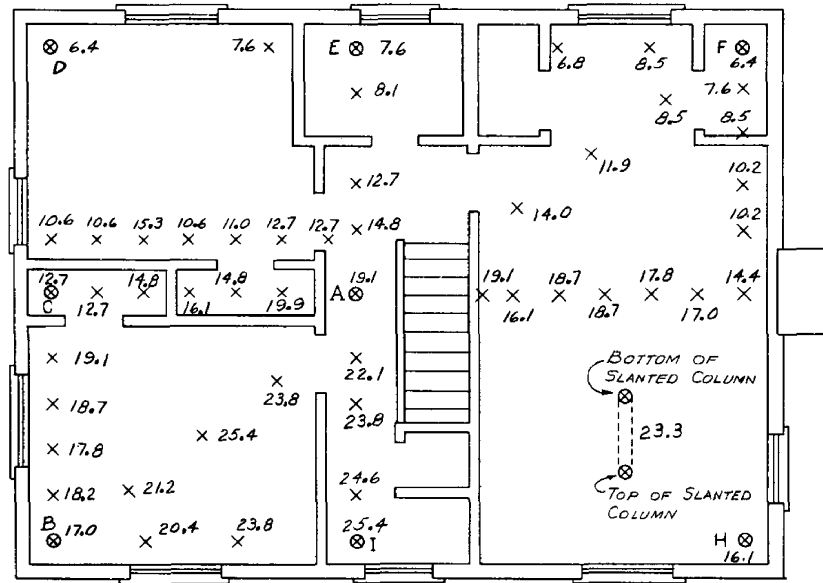 6.4 7.6 E 7.6 6.8 8.5 F 6.4
D
8.1 8.5 7.6
8.5
11.9
12.7 10.2
14.0
10.6 10.6 15.3 10.6 11.0 12.7 12.7 14.8 10.2
12.7 14.8 14.8 19.1 19.1 18.7 17.8 14.4
C A
12.7 16.1 19.9 16.1 18.7 17.0
19.1 22.1
BOTTOM OF
SLANTED COLUMN
23.8
18.7 23.8
25.4 23.3
17.8
18.2 21.2 24.6
TOP OF SLANTED
COLUMN
B 17.0 20.4 23.8 25.4 I H
16.1